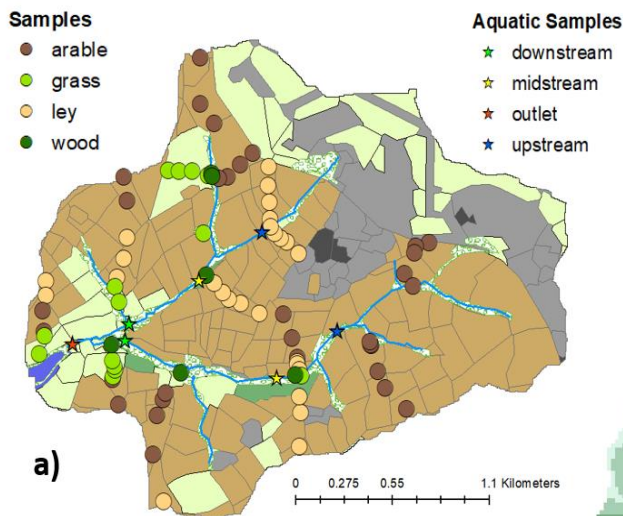 Samples
arable
grass
ley
wood
Aquatic Samples
downstream
midstream
outlet
upstream
a)
0 0.275 0.55 1.1 Kilometers